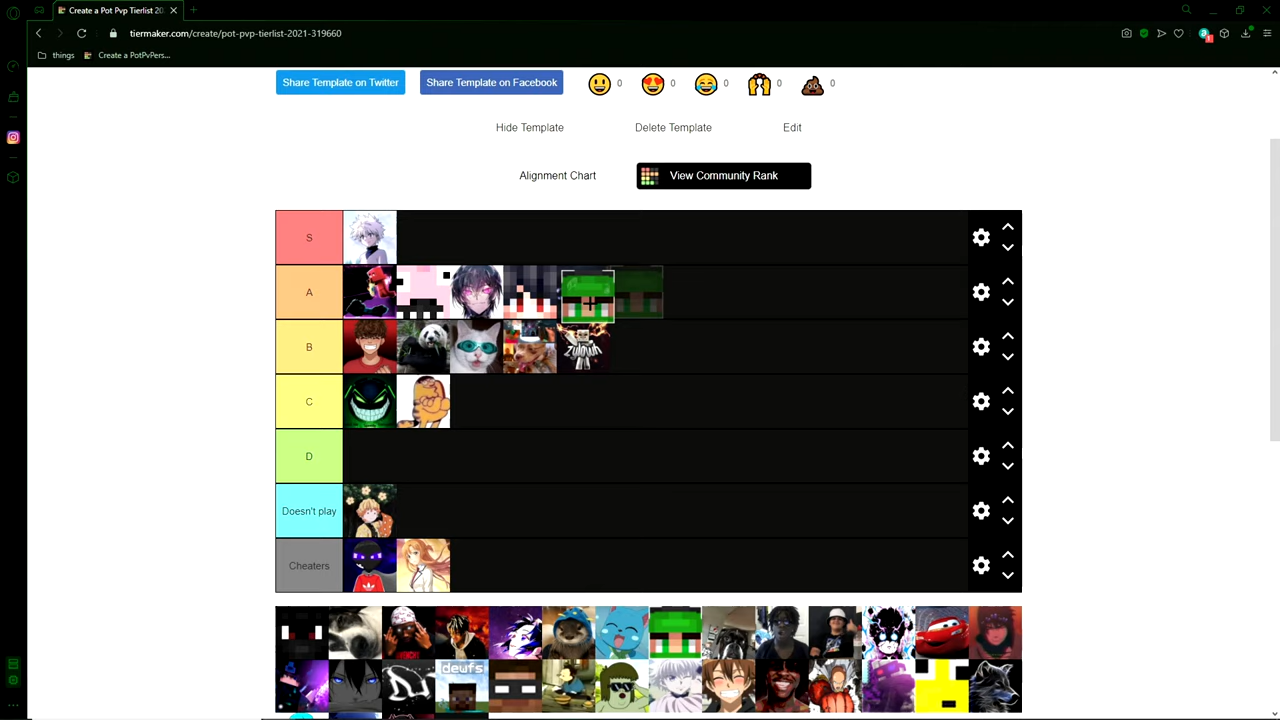 Create a Pot Pvp Tierlist 20
tiermaker.com/create/pot-pvp-tierlist-2021-319660
things Create a PotPvPers...
Share Template on Twitter Share Template on Facebook 0 0 0 0 0
Hide Template Delete Template Edit
Alignment Chart View Community Rank
S
A
B
ZULOWN
C
D
Doesn't play
Cheaters
dewfs